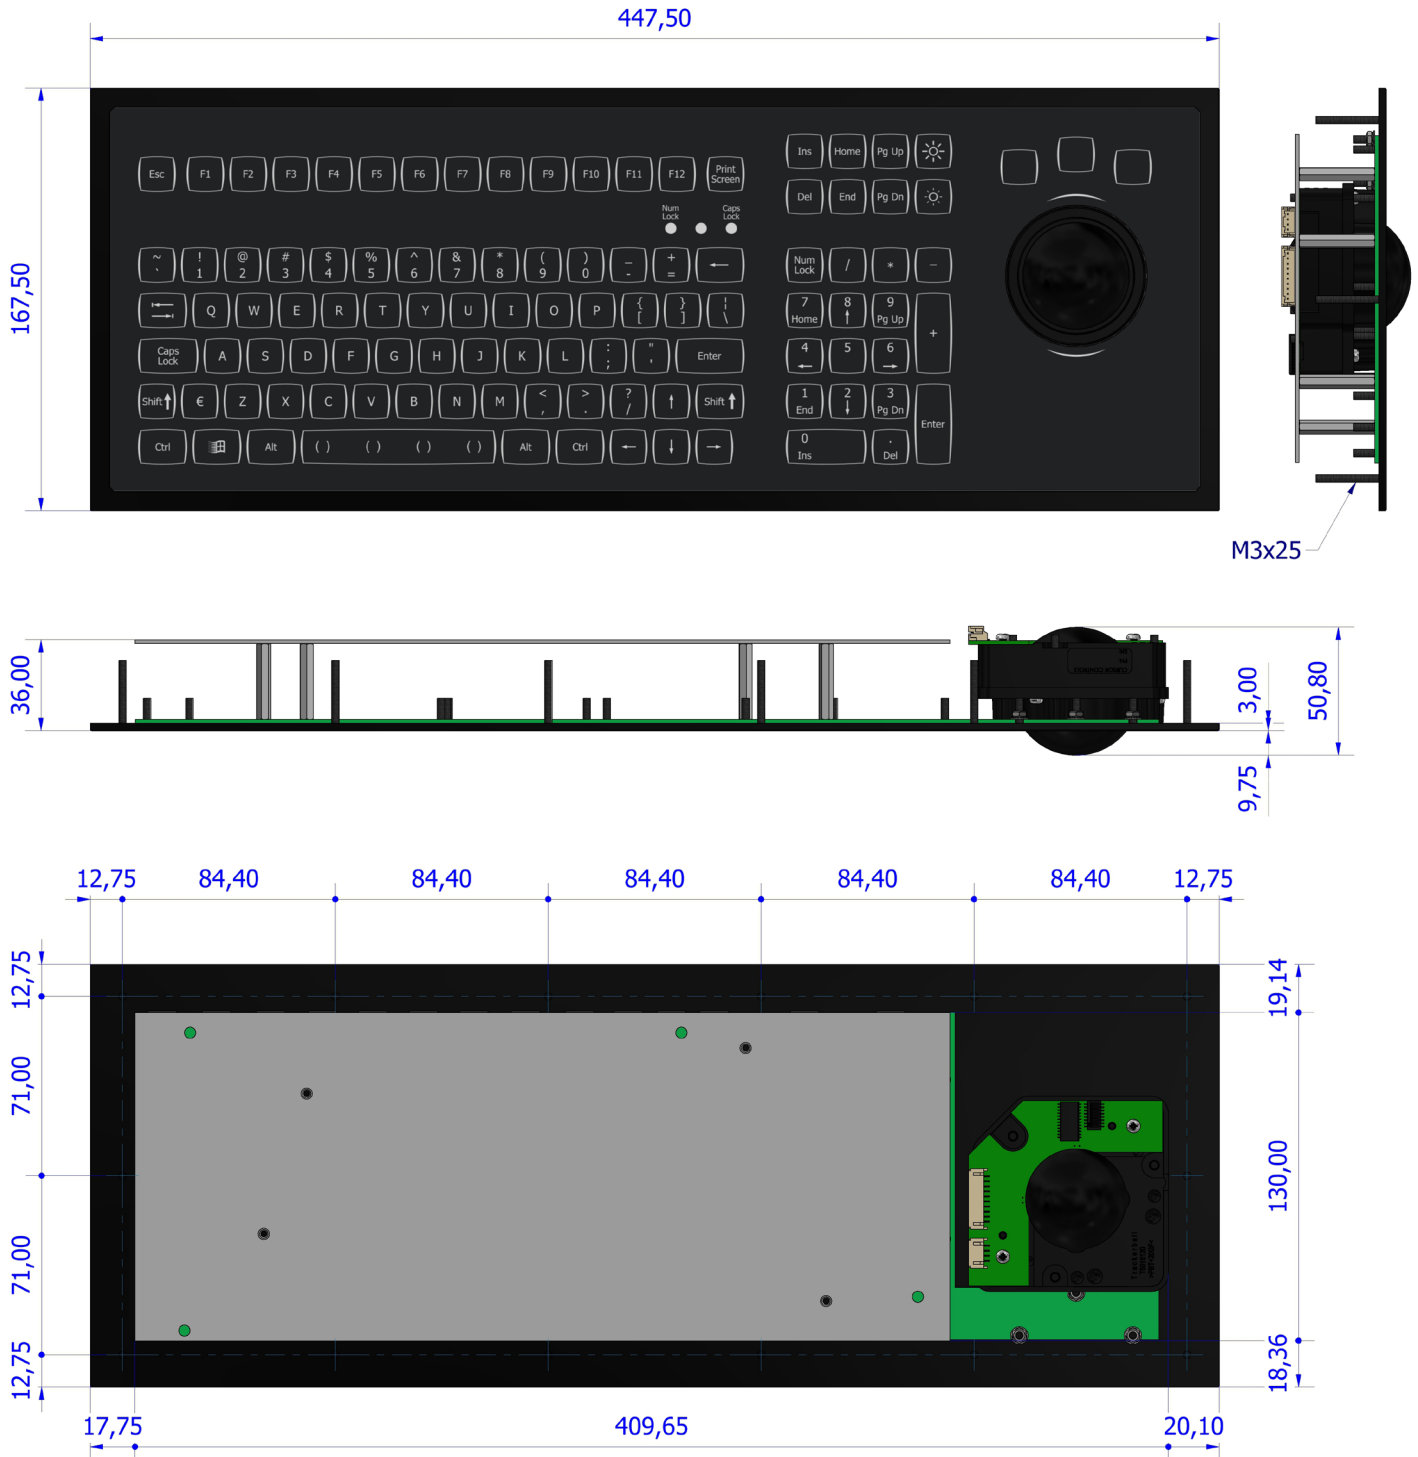 447,50
167,50
Esc F1 F2 F3 F4 F5 F6 F7 F8 F9 F10 F11 F12 Print Screen
Ins Home Pg Up
Del End Pg Dn
Num Lock Caps Lock
~ ` ! 1 @ 2 # 3 $ 4 % 5 ^ 6 & 7 * 8 ( 9 ) 0 _ - + = ←
Num Lock / * −
Q W E R T Y U I O P { [ } ] ¦ \
7 Home 8 ↑ 9 Pg Up +
Caps Lock A S D F G H J K L : ; " ' Enter
4 ← 5 6 →
Shift ↑ € Z X C V B N M < , > . ? / ↑ Shift ↑
1 End 2 ↓ 3 Pg Dn Enter
Ctrl Alt ( ) ( ) ( ) ( ) Alt Ctrl ← ↓ →
0 Ins . Del
M3x25
36,00
3,00
50,80
9,75
12,75 84,40 84,40 84,40 84,40 84,40 12,75
12,75
71,00
71,00
12,75
19,14
130,00
18,36
17,75 409,65 20,10